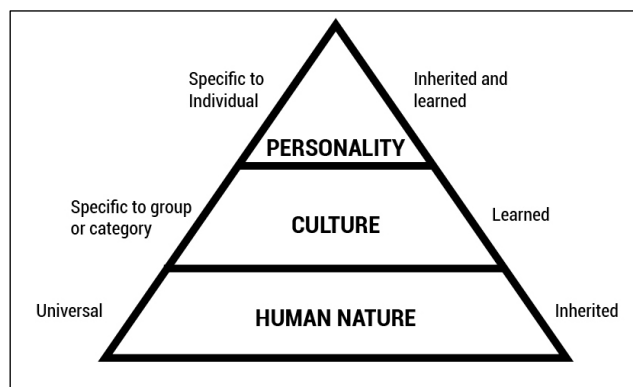 Specific to
Individual
Inherited and
learned
PERSONALITY
Specific to group
or category
CULTURE
Learned
Universal
HUMAN NATURE
Inherited